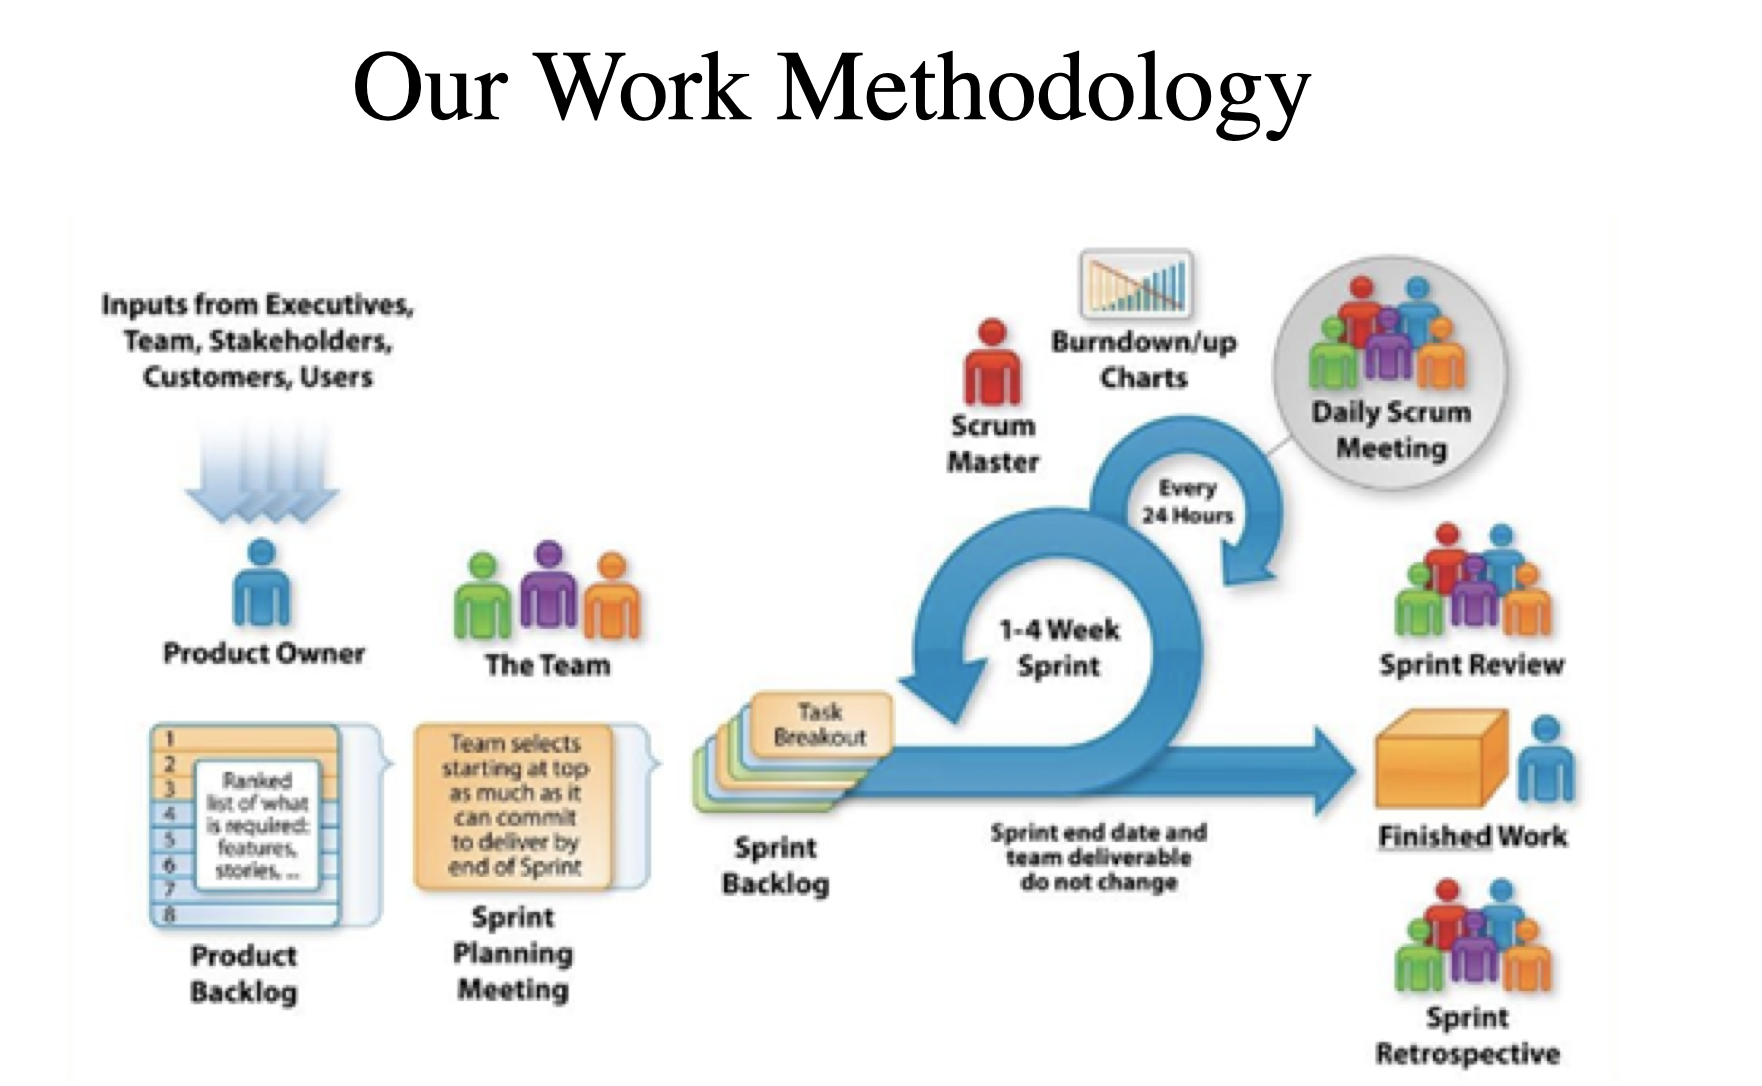 Our Work Methodology
Inputs from Executives,
Team, Stakeholders,
Customers, Users
Product Owner
The Team
1
2
3
4
5
6
7
8
Ranked
list of what
is required:
features,
stories, ...
Product
Backlog
Team selects
starting at top
as much as it
can commit
to deliver by
end of Sprint
Sprint
Planning
Meeting
Task
Breakout
Sprint
Backlog
Scrum
Master
Burndown/up
Charts
Every
24 Hours
Daily Scrum
Meeting
1-4 Week
Sprint
Sprint end date and
team deliverable
do not change
Sprint Review
Finished Work
Sprint
Retrospective